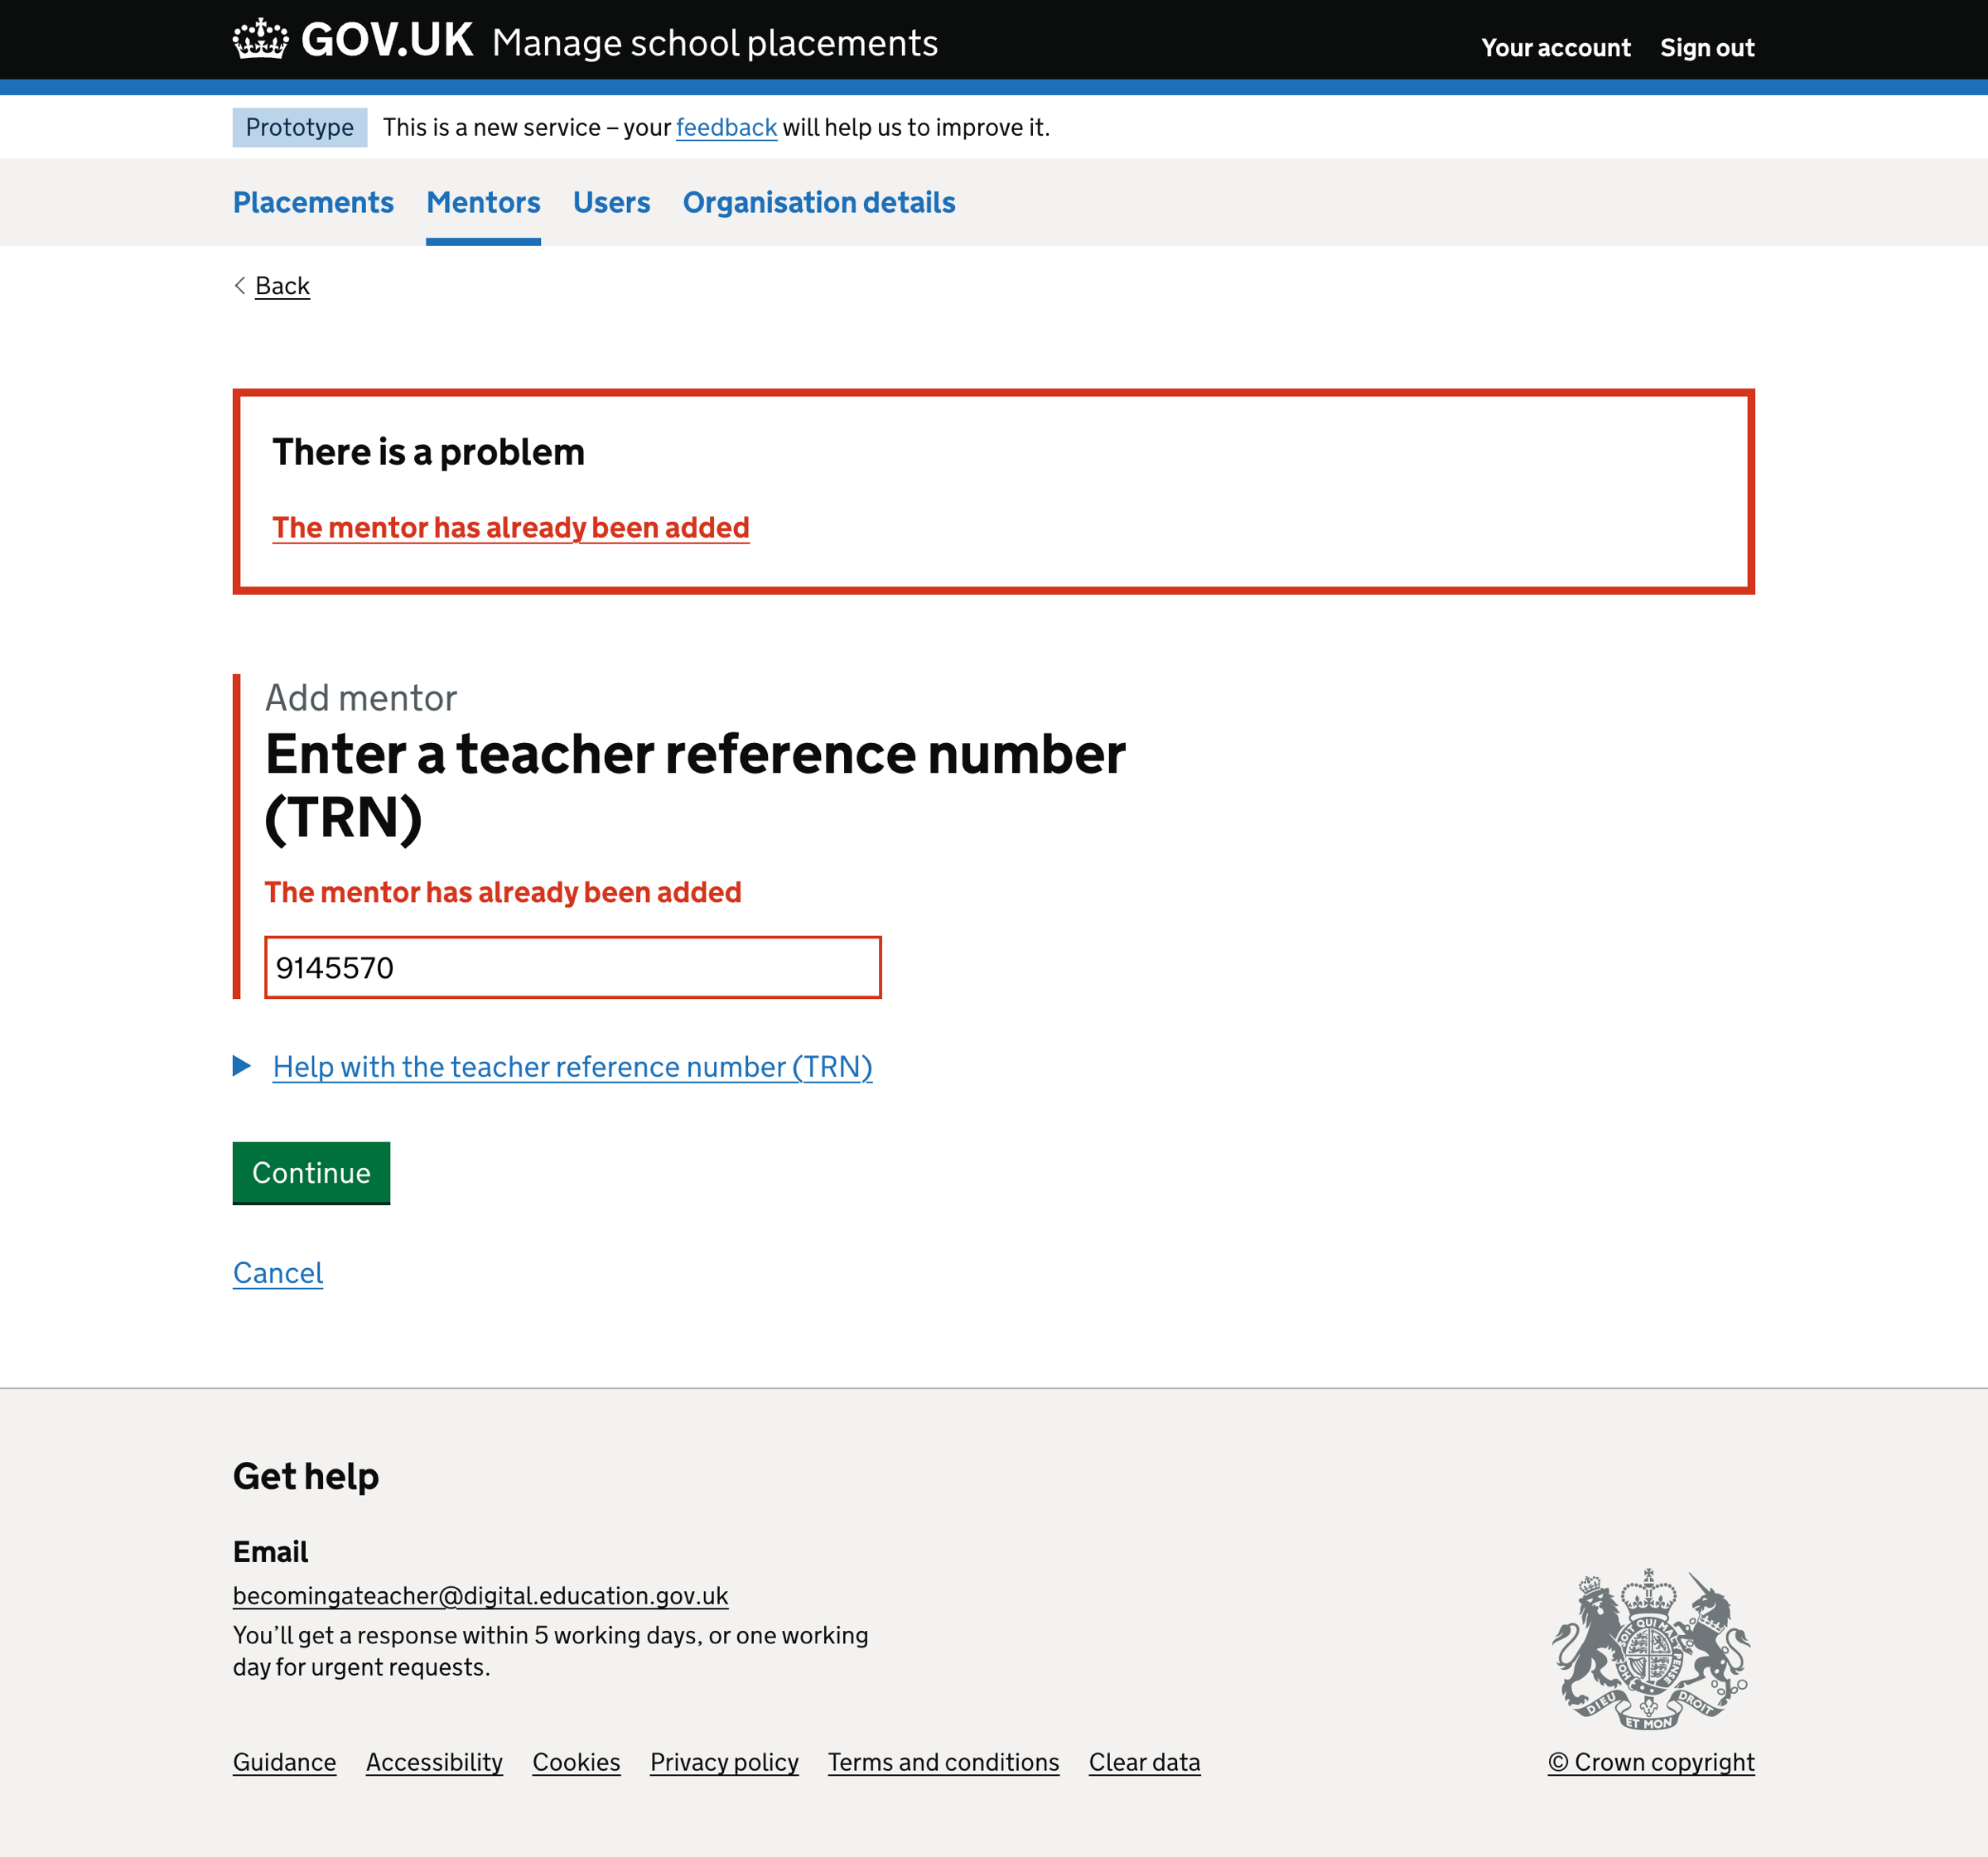 GOV.UK Manage school placements
Your account Sign out
Prototype This is a new service – your feedback will help us to improve it.
Placements Mentors Users Organisation details
Back
There is a problem
The mentor has already been added
Add mentor
Enter a teacher reference number
(TRN)
The mentor has already been added
9145570
Help with the teacher reference number (TRN)
Continue
Cancel
Get help
Email
becomingateacher@digital.education.gov.uk
You’ll get a response within 5 working days, or one working
day for urgent requests.
DIEU ET MON DROIT
Guidance Accessibility Cookies Privacy policy Terms and conditions Clear data
© Crown copyright